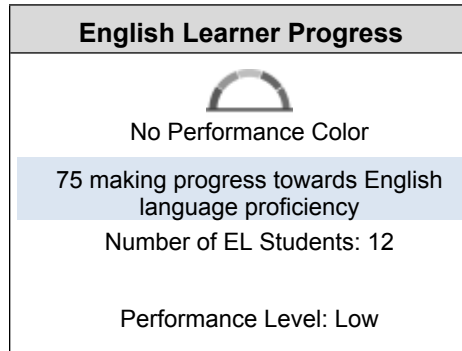 English Learner Progress
No Performance Color
75 making progress towards English
language proficiency
Number of EL Students: 12
Performance Level: Low